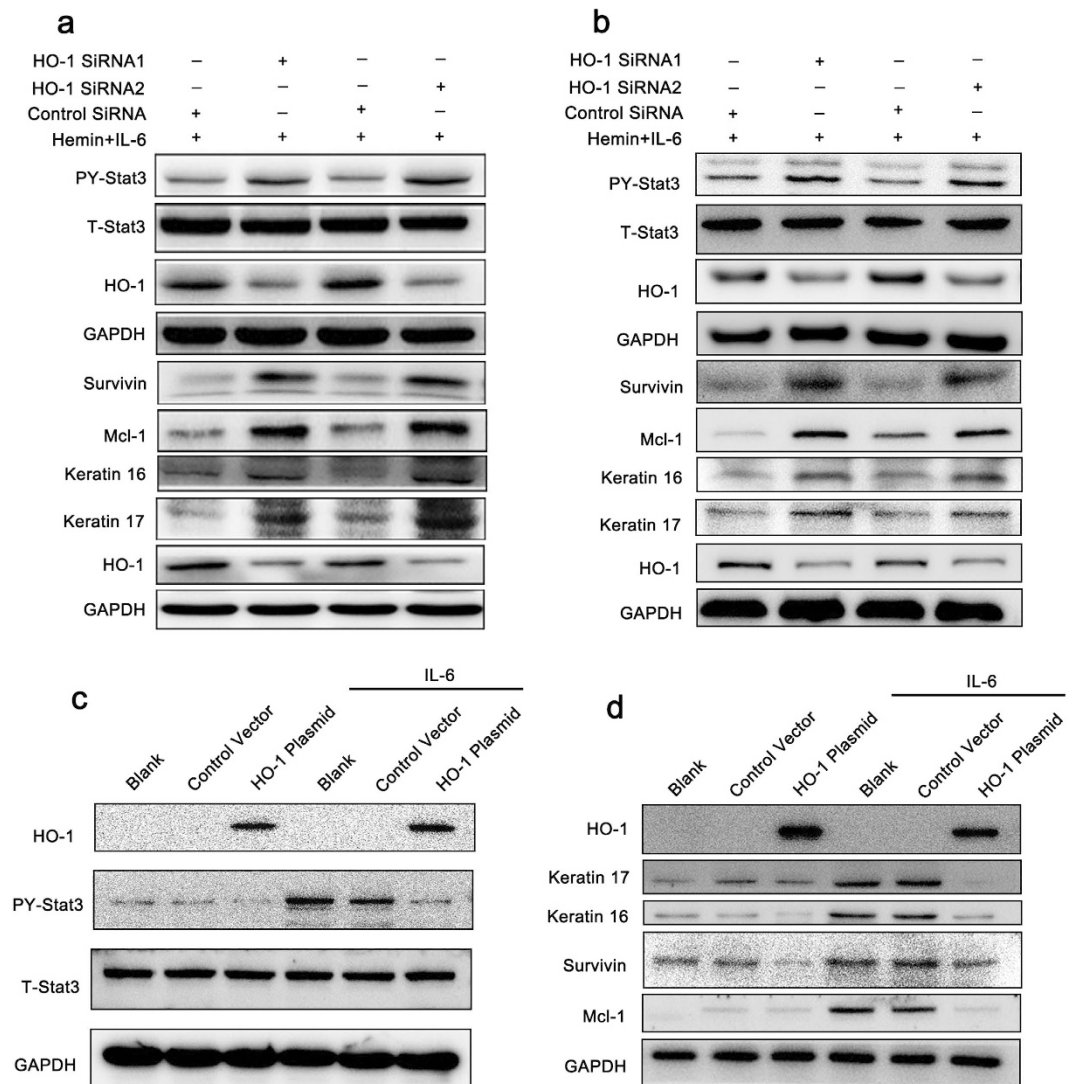 a
HO-1 SiRNA1 – + – –
HO-1 SiRNA2 – – – +
Control SiRNA + – + –
Hemin+IL-6 + + + +
PY-Stat3
T-Stat3
HO-1
GAPDH
Survivin
Mcl-1
Keratin 16
Keratin 17
HO-1
GAPDH
b
HO-1 SiRNA1 – + – –
HO-1 SiRNA2 – – – +
Control SiRNA + – + –
Hemin+IL-6 + + + +
PY-Stat3
T-Stat3
HO-1
GAPDH
Survivin
Mcl-1
Keratin 16
Keratin 17
HO-1
GAPDH
c
IL-6
Blank Control Vector HO-1 Plasmid Blank Control Vector HO-1 Plasmid
HO-1
PY-Stat3
T-Stat3
GAPDH
d
IL-6
Blank Control Vector HO-1 Plasmid Blank Control Vector HO-1 Plasmid
HO-1
Keratin 17
Keratin 16
Survivin
Mcl-1
GAPDH